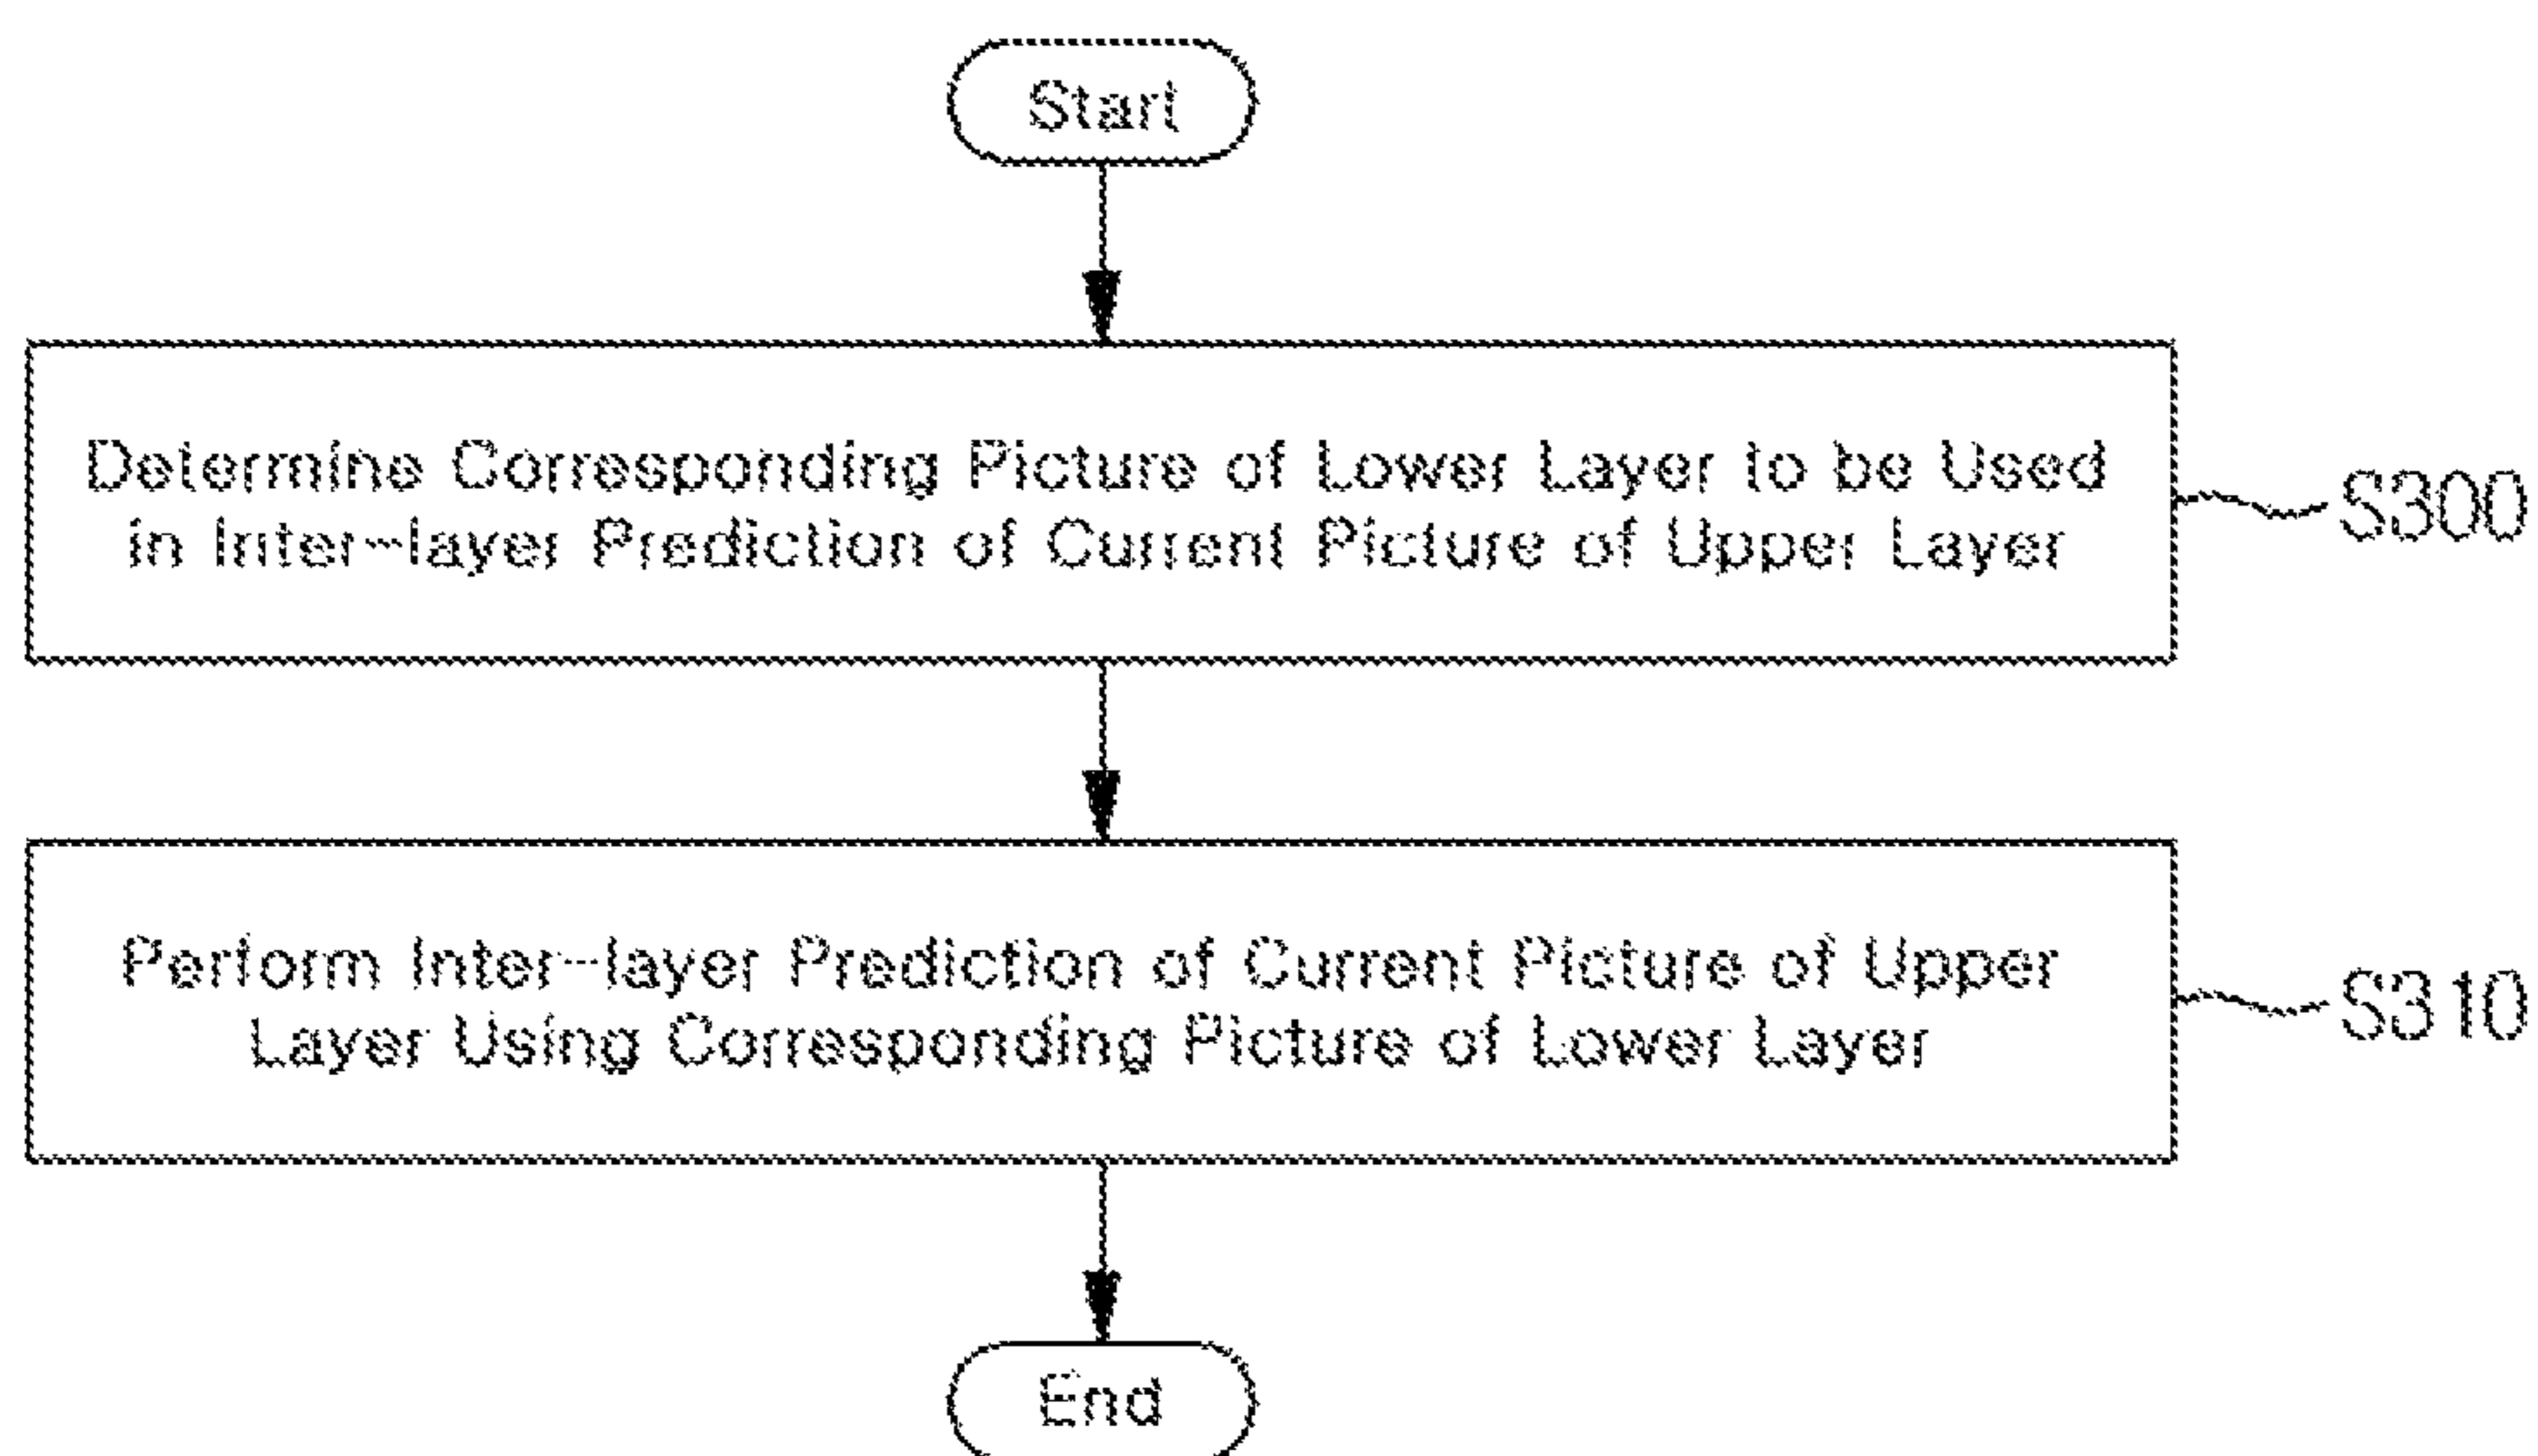 Start
Determine Corresponding Picture of Lower Layer to be Used
in Inter-layer Prediction of Current Picture of Upper Layer
S300
Perform Inter-layer Prediction of Current Picture of Upper
Layer Using Corresponding Picture of Lower Layer
S310
End